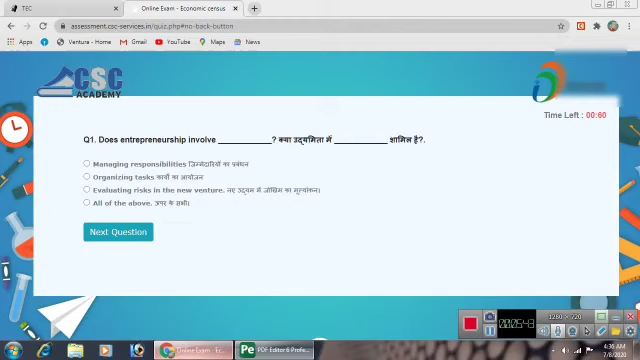 TEC
Online Exam - Economic census
assessment.csc-services.in/quiz.php#no-back-button
Apps
Ventura - Home
Gmail
YouTube
Maps
News
CSC
ACADEMY
Time Left : 00:60
Q1. Does entrepreneurship involve ____________? क्या उद्यमिता में ____________ शामिल है?.
Managing responsibilities जिम्मेदारियों का प्रबंधन
Organizing tasks कार्यों का आयोजन
Evaluating risks in the new venture. नए उद्यम में जोखिम का मूल्यांकन।
All of the above. ऊपर के सभी।
Next Question
1280 × 720
Online Exam - Econ...
PDF Editor 6 Profe...
4:36 AM
7/8/2020